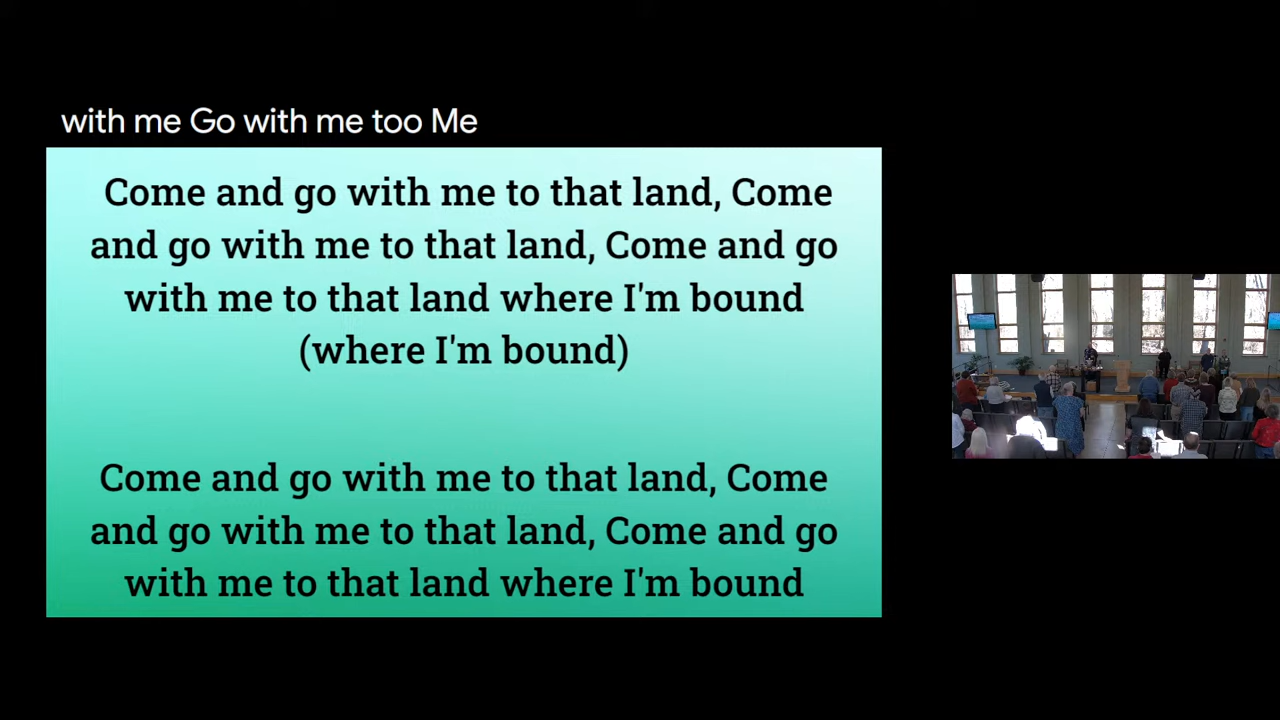 with me Go with me too Me
Come and go with me to that land, Come
and go with me to that land, Come and go
with me to that land where I'm bound
(where I'm bound)
Come and go with me to that land, Come
and go with me to that land, Come and go
with me to that land where I'm bound